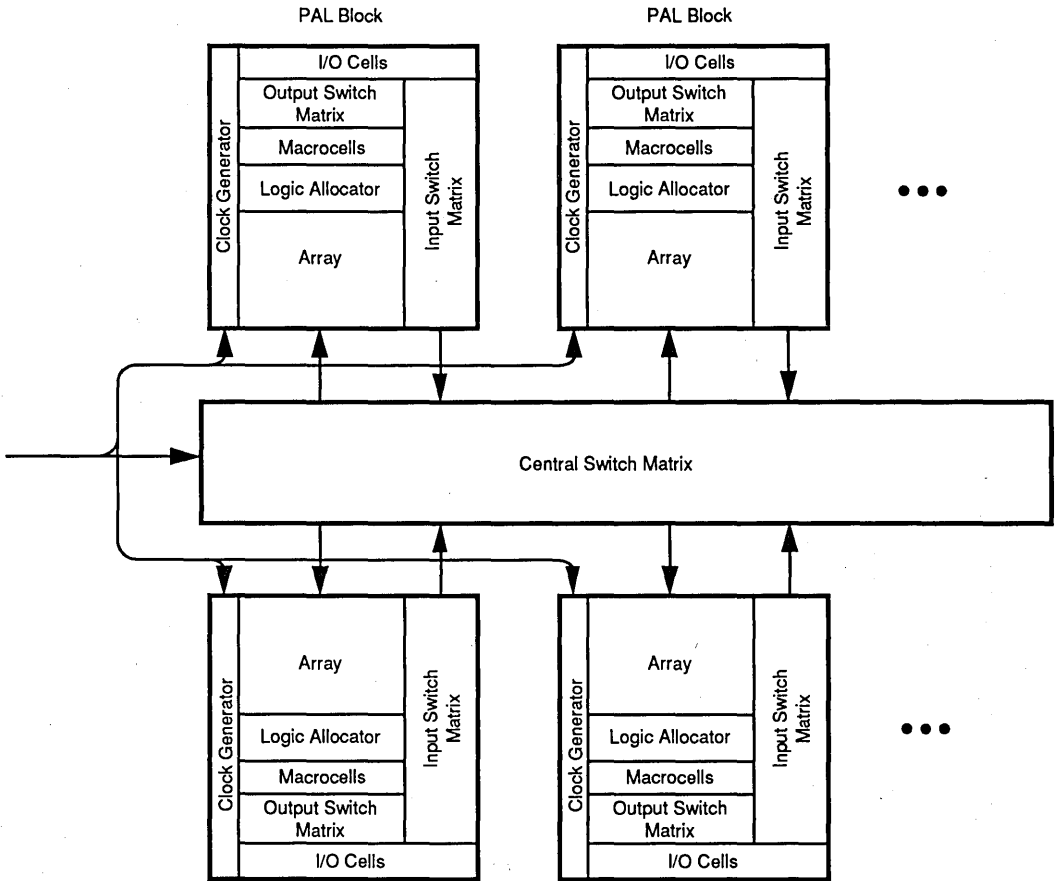 PAL Block
PAL Block
I/O Cells
Output Switch
Matrix
Macrocells
Logic Allocator
Array
Clock Generator
Input Switch
Matrix
I/O Cells
Output Switch
Matrix
Macrocells
Logic Allocator
Array
Clock Generator
Input Switch
Matrix
Central Switch Matrix
Clock Generator
Array
Logic Allocator
Macrocells
Output Switch
Matrix
I/O Cells
Input Switch
Matrix
Clock Generator
Array
Logic Allocator
Macrocells
Output Switch
Matrix
I/O Cells
Input Switch
Matrix